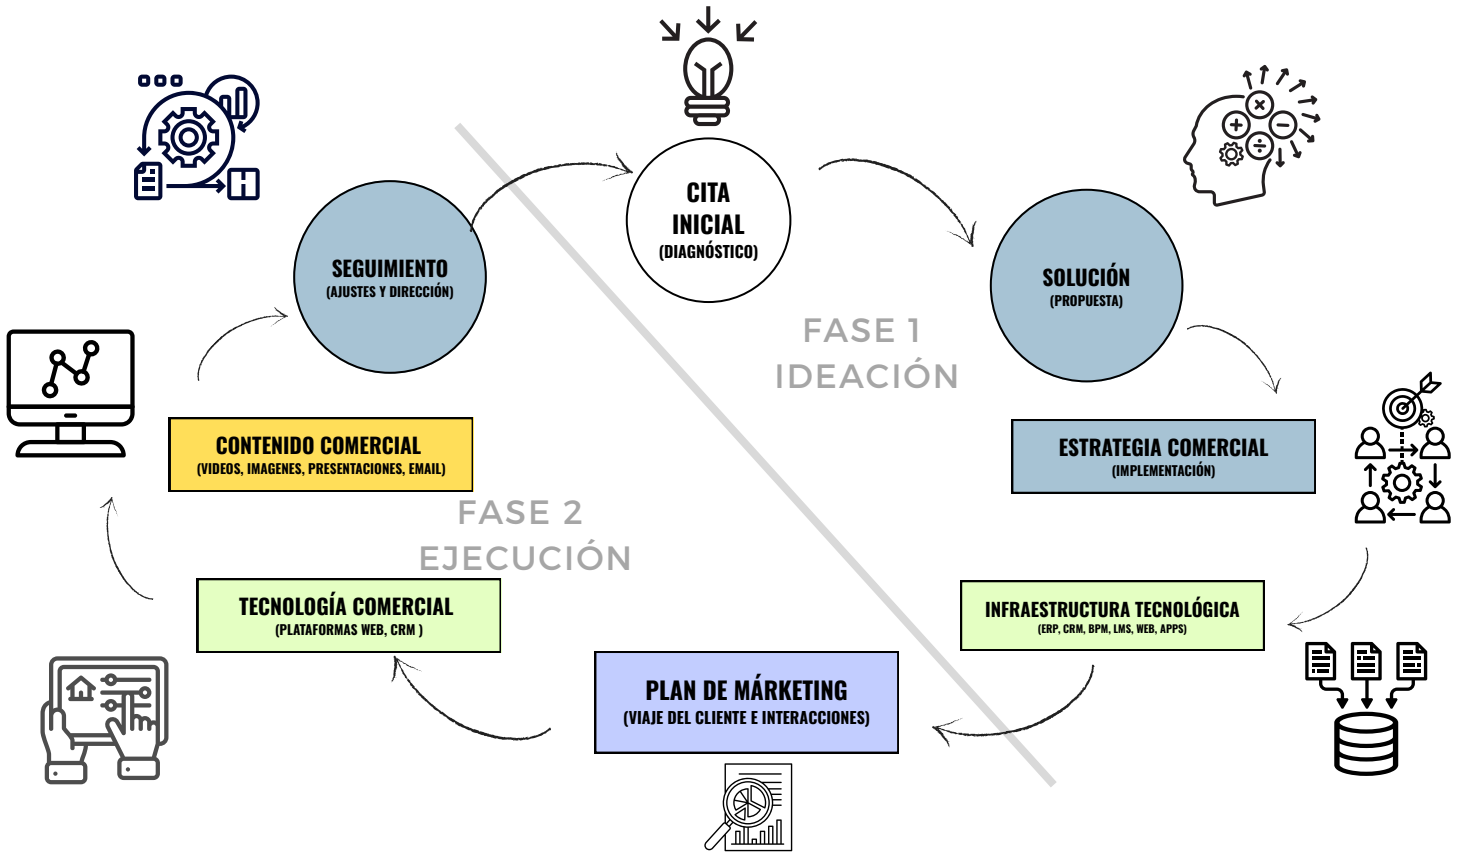 CITA
INICIAL
(DIAGNÓSTICO)
SOLUCIÓN
(PROPUESTA)
FASE 1
IDEACIÓN
ESTRATEGIA COMERCIAL
(IMPLEMENTACIÓN)
INFRAESTRUCTURA TECNOLÓGICA
(ERP, CRM, BPM, LMS, WEB, APPS)
PLAN DE MÁRKETING
(VIAJE DEL CLIENTE E INTERACCIONES)
FASE 2
EJECUCIÓN
TECNOLOGÍA COMERCIAL
(PLATAFORMAS WEB, CRM )
CONTENIDO COMERCIAL
(VIDEOS, IMAGENES, PRESENTACIONES, EMAIL)
SEGUIMIENTO
(AJUSTES Y DIRECCIÓN)